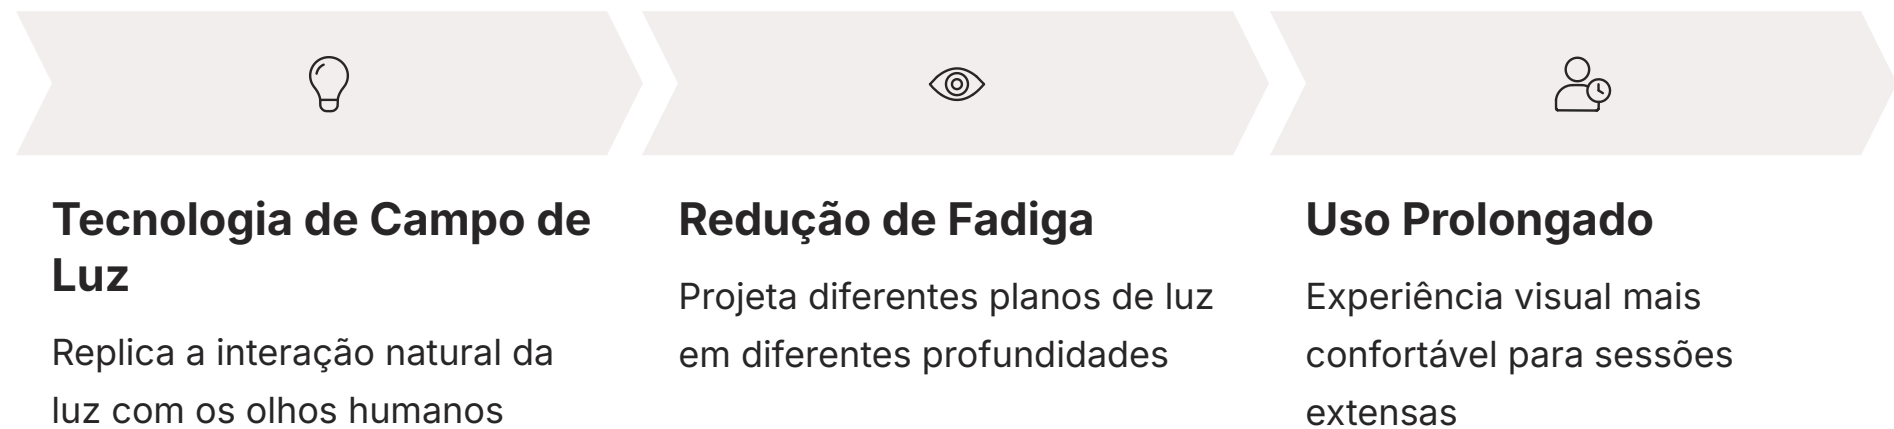 Tecnologia de Campo de
Luz
Replica a interação natural da
luz com os olhos humanos
Redução de Fadiga
Projeta diferentes planos de luz
em diferentes profundidades
Uso Prolongado
Experiência visual mais
confortável para sessões
extensas